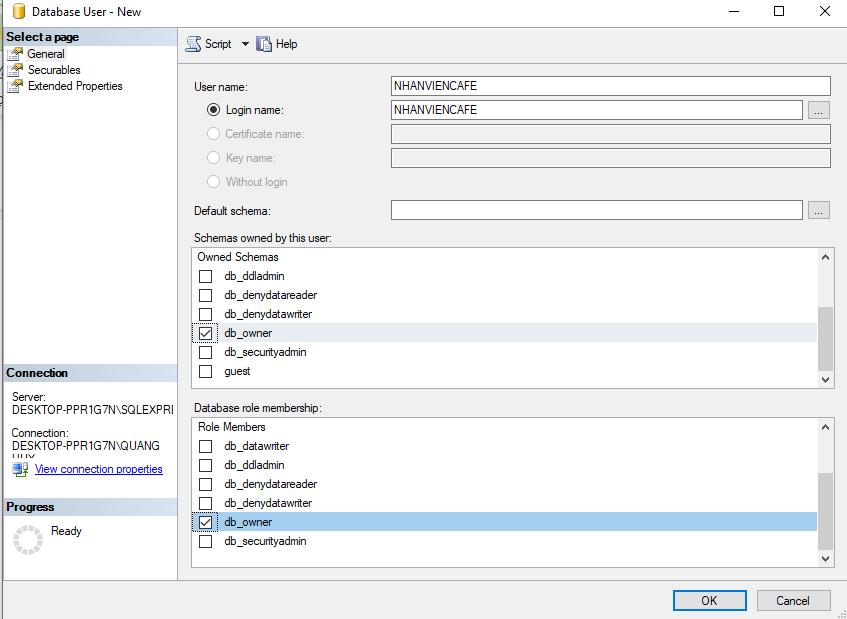 Database User - New
Select a page
General
Securables
Extended Properties
Script
Help
User name:
NHANVIENCAFE
Login name:
NHANVIENCAFE
...
Certificate name:
Key name:
Without login
Default schema:
...
Schemas owned by this user:
Owned Schemas
db_ddladmin
db_denydatareader
db_denydatawriter
db_owner
db_securityadmin
guest
Database role membership:
Role Members
db_datawriter
db_ddladmin
db_denydatareader
db_denydatawriter
db_owner
db_securityadmin
Connection
Server:
DESKTOP-PPR1G7N\SQLEXPRI
Connection:
DESKTOP-PPR1G7N\QUANG
View connection properties
Progress
Ready
OK
Cancel